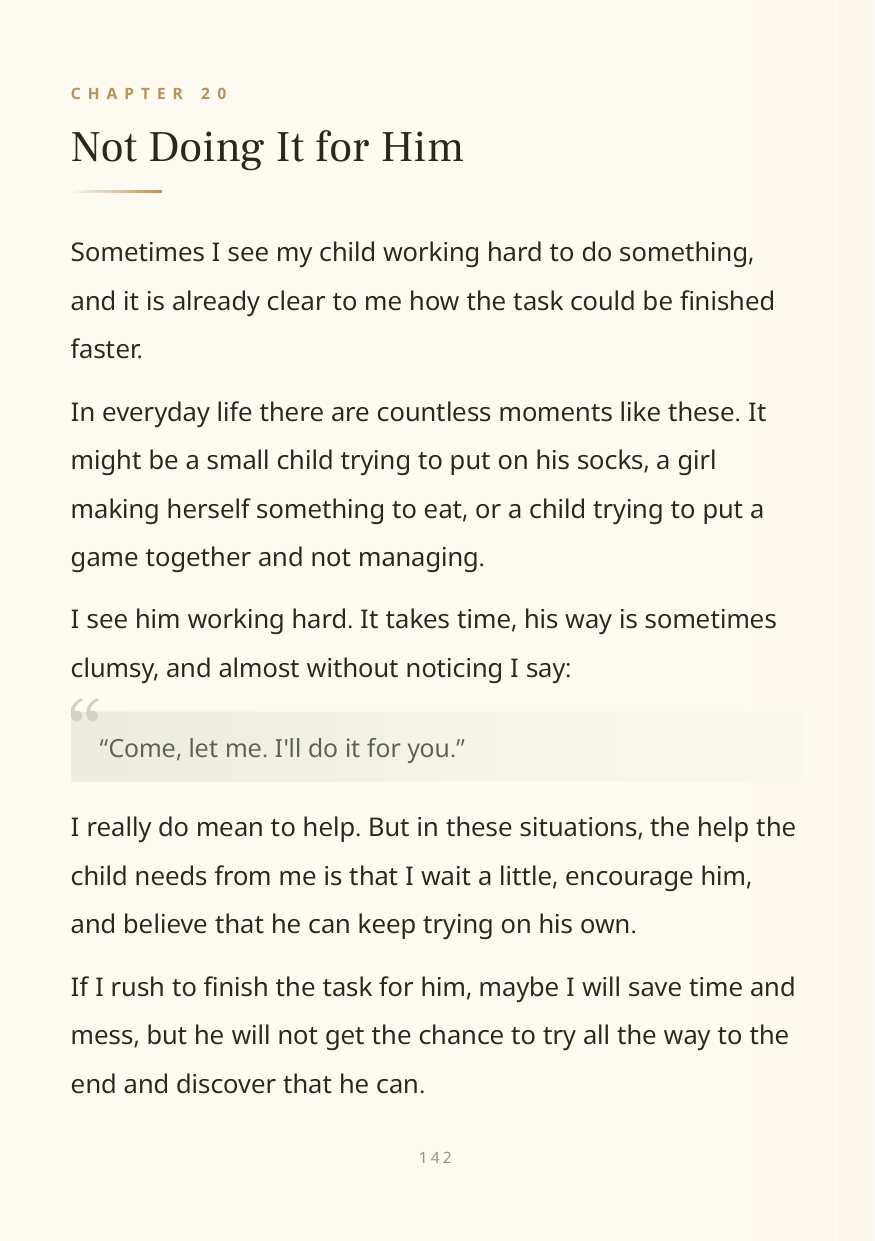 CHAPTER 20
Not Doing It for Him
Sometimes I see my child working hard to do something,
and it is already clear to me how the task could be finished
faster.
In everyday life there are countless moments like these. It
might be a small child trying to put on his socks, a girl
making herself something to eat, or a child trying to put a
game together and not managing.
I see him working hard. It takes time, his way is sometimes
clumsy, and almost without noticing I say:
“
“Come, let me. I'll do it for you.”
I really do mean to help. But in these situations, the help the
child needs from me is that I wait a little, encourage him,
and believe that he can keep trying on his own.
If I rush to finish the task for him, maybe I will save time and
mess, but he will not get the chance to try all the way to the
end and discover that he can.
142